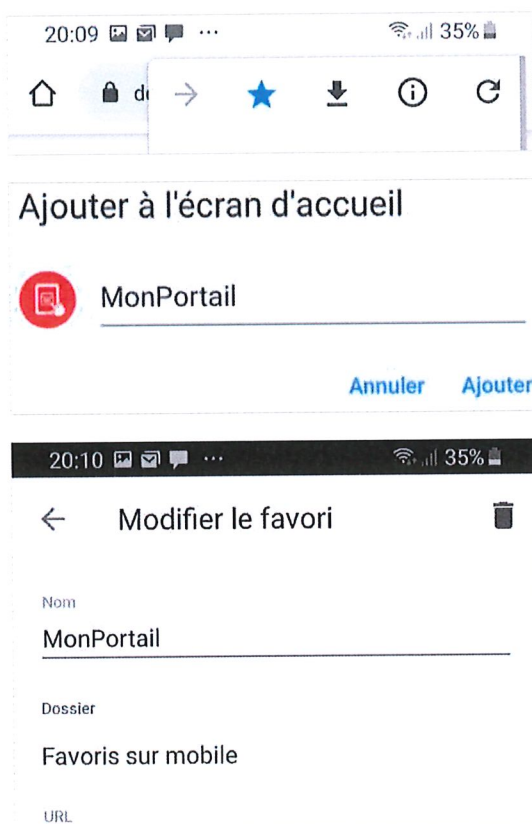 20:09 ... 35%
Ajouter à l'écran d'accueil
MonPortail
Annuler Ajouter
20:10 ... 35%
Modifier le favori
Nom
MonPortail
Dossier
Favoris sur mobile
URL